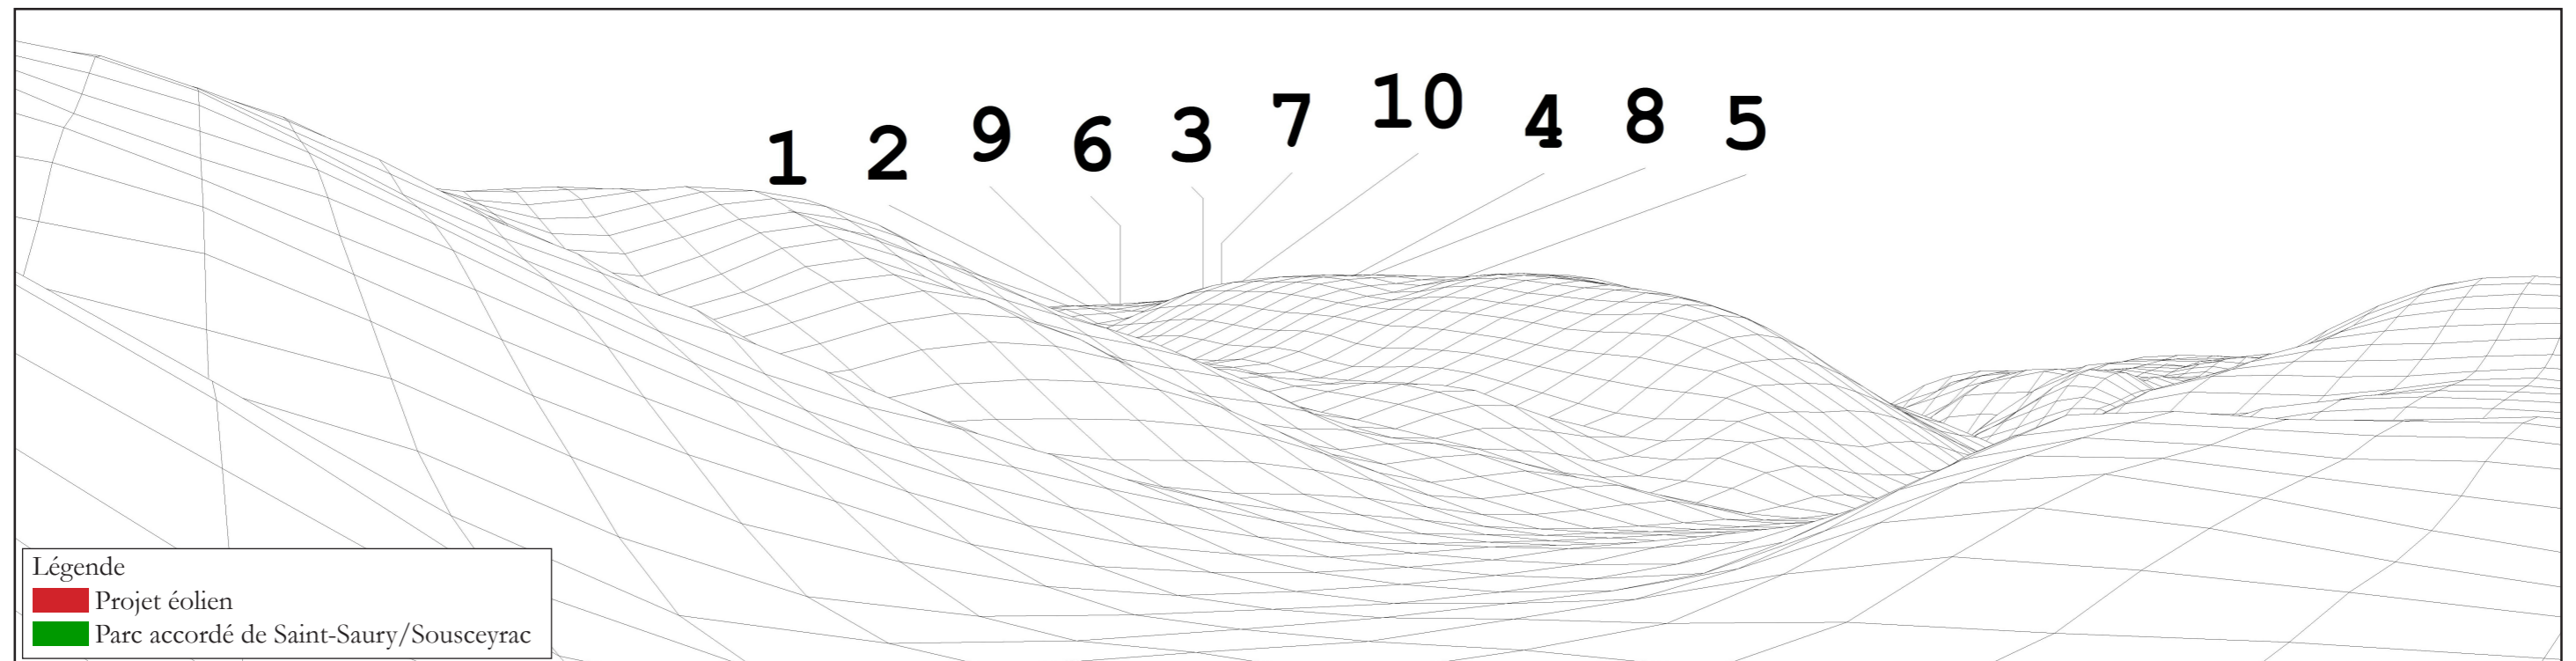 1 2 9 6 3 7 10 4 8 5
Légende
Projet éolien
Parc accordé de Saint-Saury/Sousceyrac